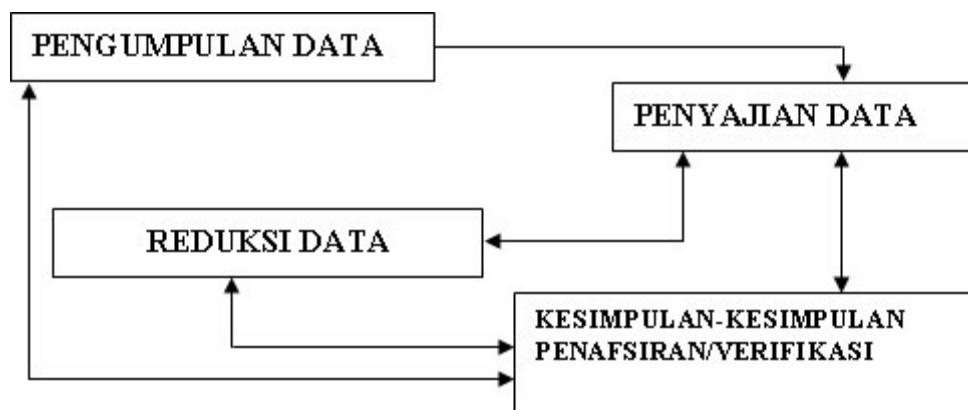 PENGUMPULAN DATA
PENYAJIAN DATA
REDUKSI DATA
KESIMPULAN-KESIMPULAN
PENAFSIRAN/VERIFIKASI